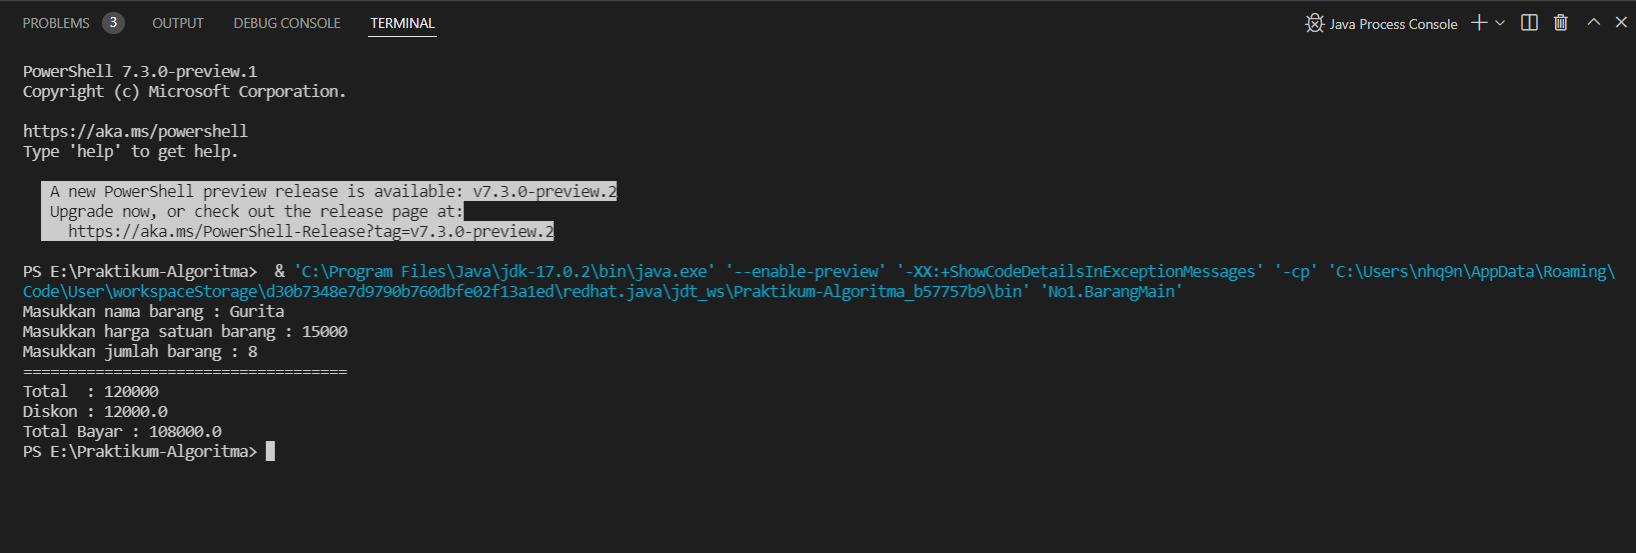 PROBLEMS 3 OUTPUT DEBUG CONSOLE TERMINAL Java Process Console
PowerShell 7.3.0-preview.1
Copyright (c) Microsoft Corporation.
https://aka.ms/powershell
Type 'help' to get help.
A new PowerShell preview release is available: v7.3.0-preview.2
Upgrade now, or check out the release page at:
https://aka.ms/PowerShell-Release?tag=v7.3.0-preview.2
PS E:\Praktikum-Algoritma>  & 'C:\Program Files\Java\jdk-17.0.2\bin\java.exe' '--enable-preview' '-XX:+ShowCodeDetailsInExceptionMessages' '-cp' 'C:\Users\nhq9n\AppData\Roaming\
Code\User\workspaceStorage\d30b7348e7d9790b760dbfe02f13a1ed\redhat.java\jdt_ws\Praktikum-Algoritma_b57757b9\bin' 'No1.BarangMain'
Masukkan nama barang : Gurita
Masukkan harga satuan barang : 15000
Masukkan jumlah barang : 8
====================================
Total  : 120000
Diskon : 12000.0
Total Bayar : 108000.0
PS E:\Praktikum-Algoritma>